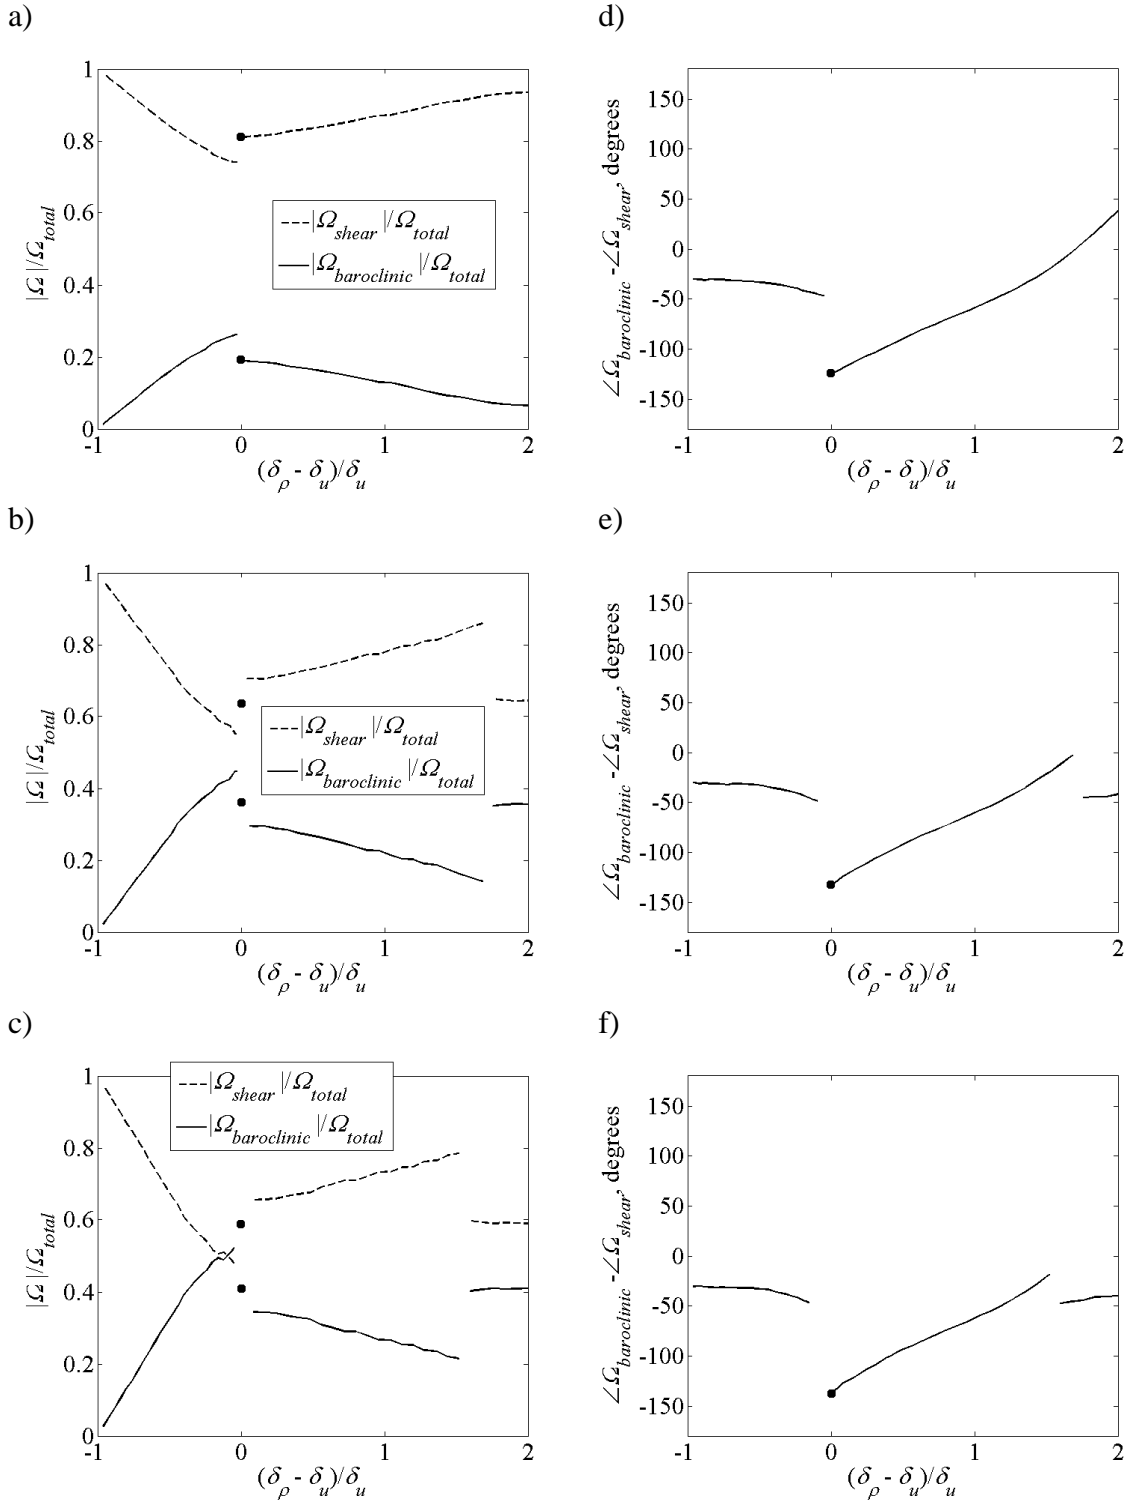 a)
1
0.8
0.6
0.4
0.2
0
|Ω|/Ω_total
|Ω_shear|/Ω_total
|Ω_baroclinic|/Ω_total
-1 0 1 2
(δ_ρ - δ_u)/δ_u
d)
150
100
50
0
-50
-100
-150
∠Ω_baroclinic -∠Ω_shear, degrees
-1 0 1 2
(δ_ρ - δ_u)/δ_u
b)
1
0.8
0.6
0.4
0.2
0
|Ω|/Ω_total
|Ω_shear|/Ω_total
|Ω_baroclinic|/Ω_total
-1 0 1 2
(δ_ρ - δ_u)/δ_u
e)
150
100
50
0
-50
-100
-150
∠Ω_baroclinic -∠Ω_shear, degrees
-1 0 1 2
(δ_ρ - δ_u)/δ_u
c)
1
0.8
0.6
0.4
0.2
0
|Ω|/Ω_total
|Ω_shear|/Ω_total
|Ω_baroclinic|/Ω_total
-1 0 1 2
(δ_ρ - δ_u)/δ_u
f)
150
100
50
0
-50
-100
-150
∠Ω_baroclinic -∠Ω_shear, degrees
-1 0 1 2
(δ_ρ - δ_u)/δ_u